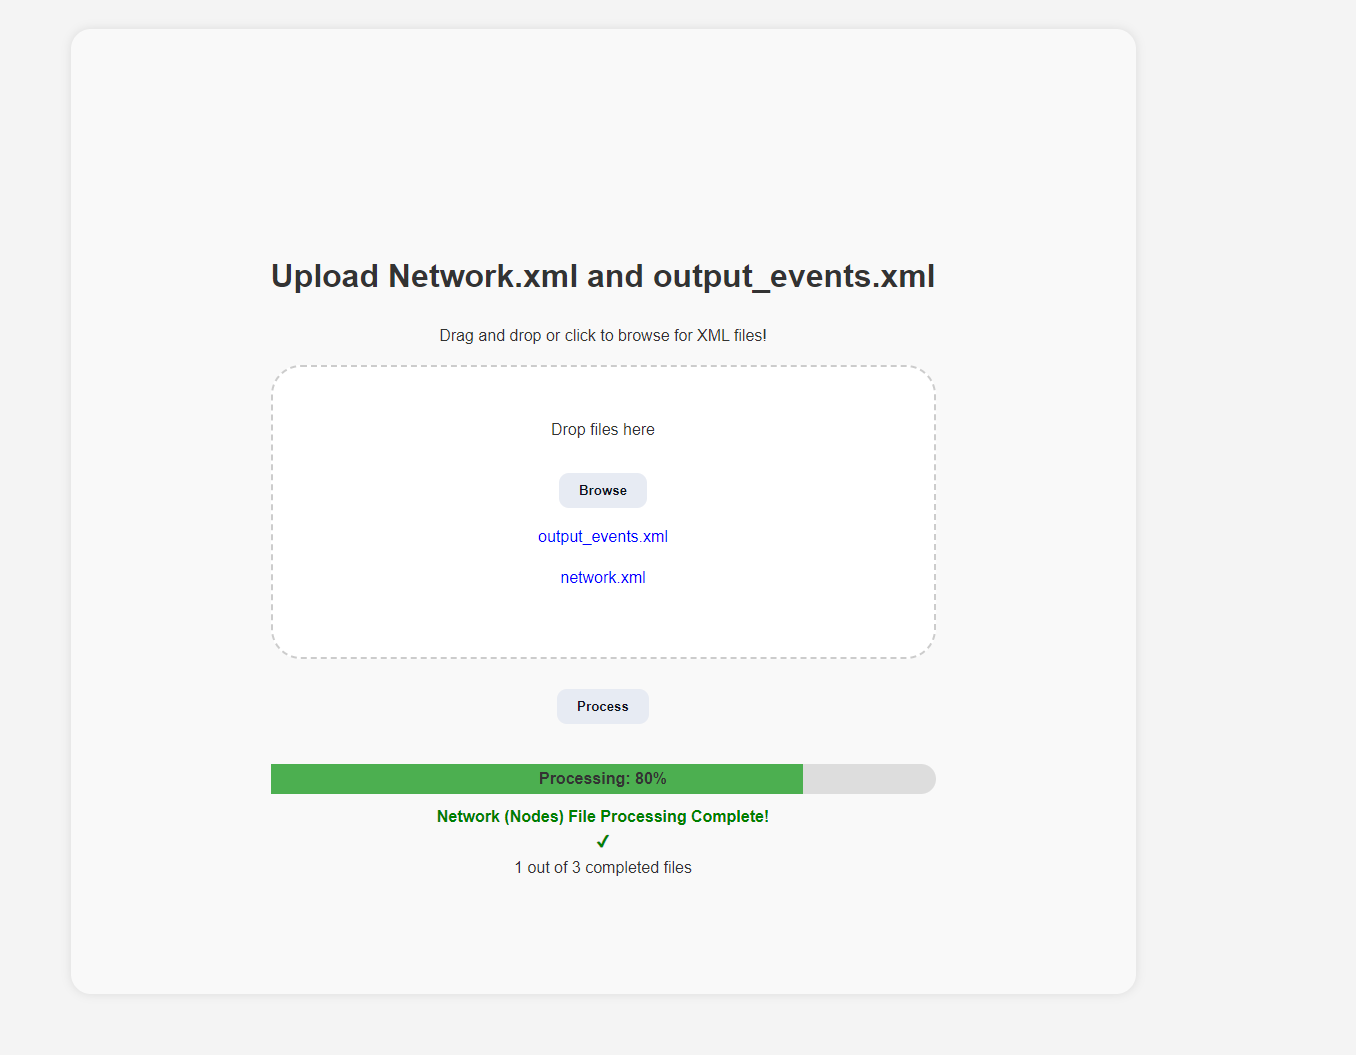 Upload Network.xml and output_events.xml
Drag and drop or click to browse for XML files!
Drop files here
Browse
output_events.xml
network.xml
Process
Processing: 80%
Network (Nodes) File Processing Complete!
✔
1 out of 3 completed files